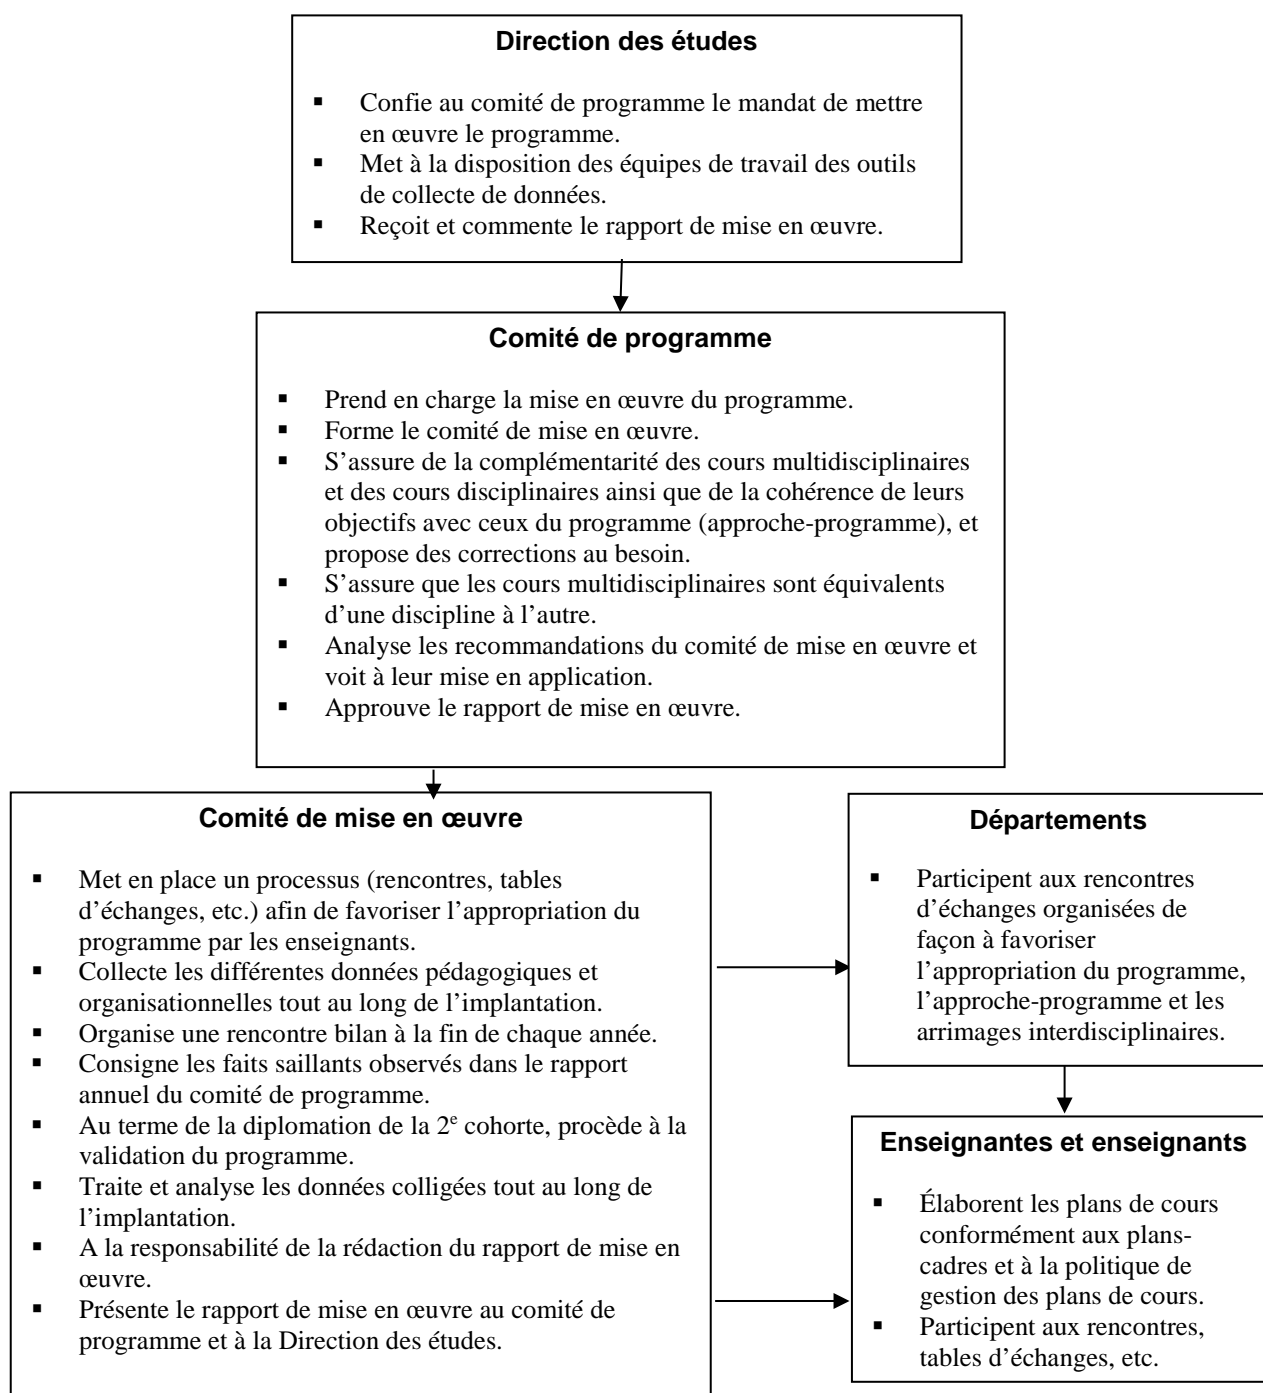 Direction des études
▪ Confie au comité de programme le mandat de mettre
en œuvre le programme.
▪ Met à la disposition des équipes de travail des outils
de collecte de données.
▪ Reçoit et commente le rapport de mise en œuvre.
Comité de programme
▪ Prend en charge la mise en œuvre du programme.
▪ Forme le comité de mise en œuvre.
▪ S’assure de la complémentarité des cours multidisciplinaires
et des cours disciplinaires ainsi que de la cohérence de leurs
objectifs avec ceux du programme (approche-programme), et
propose des corrections au besoin.
▪ S’assure que les cours multidisciplinaires sont équivalents
d’une discipline à l’autre.
▪ Analyse les recommandations du comité de mise en œuvre et
voit à leur mise en application.
▪ Approuve le rapport de mise en œuvre.
Comité de mise en œuvre
▪ Met en place un processus (rencontres, tables
d’échanges, etc.) afin de favoriser l’appropriation du
programme par les enseignants.
▪ Collecte les différentes données pédagogiques et
organisationnelles tout au long de l’implantation.
▪ Organise une rencontre bilan à la fin de chaque année.
▪ Consigne les faits saillants observés dans le rapport
annuel du comité de programme.
▪ Au terme de la diplomation de la 2e cohorte, procède à la
validation du programme.
▪ Traite et analyse les données colligées tout au long de
l’implantation.
▪ A la responsabilité de la rédaction du rapport de mise en
œuvre.
▪ Présente le rapport de mise en œuvre au comité de
programme et à la Direction des études.
Départements
▪ Participent aux rencontres
d’échanges organisées de
façon à favoriser
l’appropriation du programme,
l’approche-programme et les
arrimages interdisciplinaires.
Enseignantes et enseignants
▪ Élaborent les plans de cours
conformément aux plans-
cadres et à la politique de
gestion des plans de cours.
▪ Participent aux rencontres,
tables d’échanges, etc.